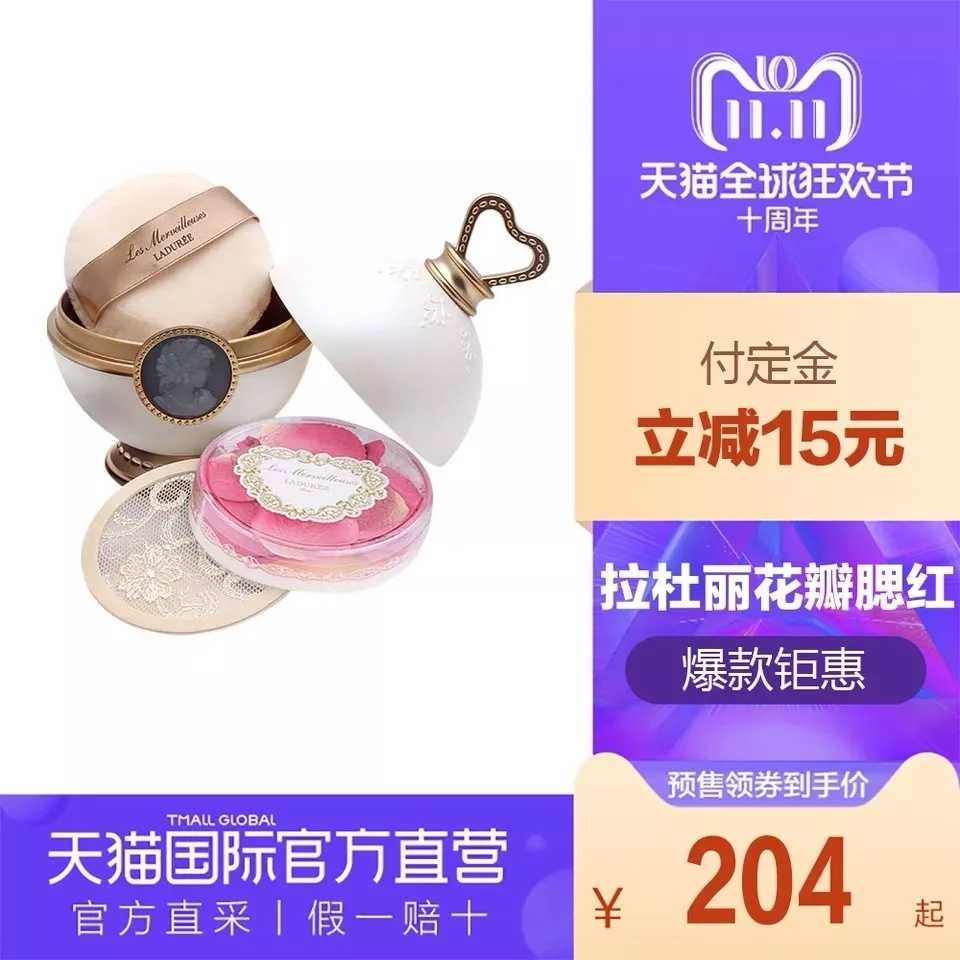 10
11.11
天猫全球狂欢节
十周年
付定金
立减15元
拉杜丽花瓣腮红
爆款钜惠
预售领券到手价
¥ 204 起
Les Merveilleuses
LADURÉE
Les Merveilleuses
LADURÉE
TMALL GLOBAL
天猫国际官方直营
官方直采 | 假一赔十